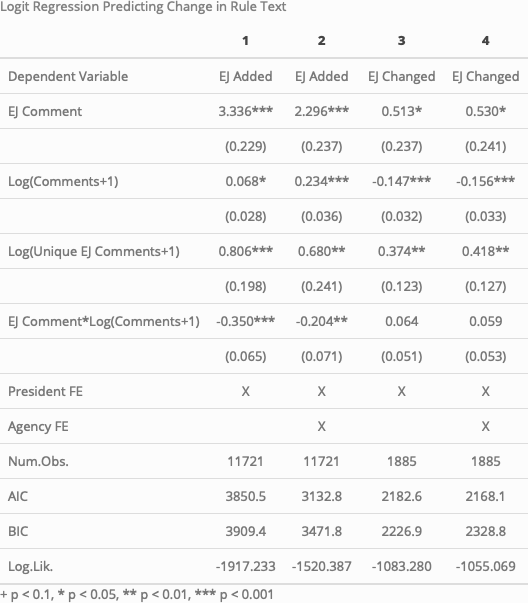 Logit Regression Predicting Change in Rule Text
1 2 3 4
Dependent Variable EJ Added EJ Added EJ Changed EJ Changed
EJ Comment 3.336*** 2.296*** 0.513* 0.530*
(0.229) (0.237) (0.237) (0.241)
Log(Comments+1) 0.068* 0.234*** -0.147*** -0.156***
(0.028) (0.036) (0.032) (0.033)
Log(Unique EJ Comments+1) 0.806*** 0.680** 0.374** 0.418**
(0.198) (0.241) (0.123) (0.127)
EJ Comment*Log(Comments+1) -0.350*** -0.204** 0.064 0.059
(0.065) (0.071) (0.051) (0.053)
President FE X X X X
Agency FE X X
Num.Obs. 11721 11721 1885 1885
AIC 3850.5 3132.8 2182.6 2168.1
BIC 3909.4 3471.8 2226.9 2328.8
Log.Lik. -1917.233 -1520.387 -1083.280 -1055.069
+ p < 0.1, * p < 0.05, ** p < 0.01, *** p < 0.001